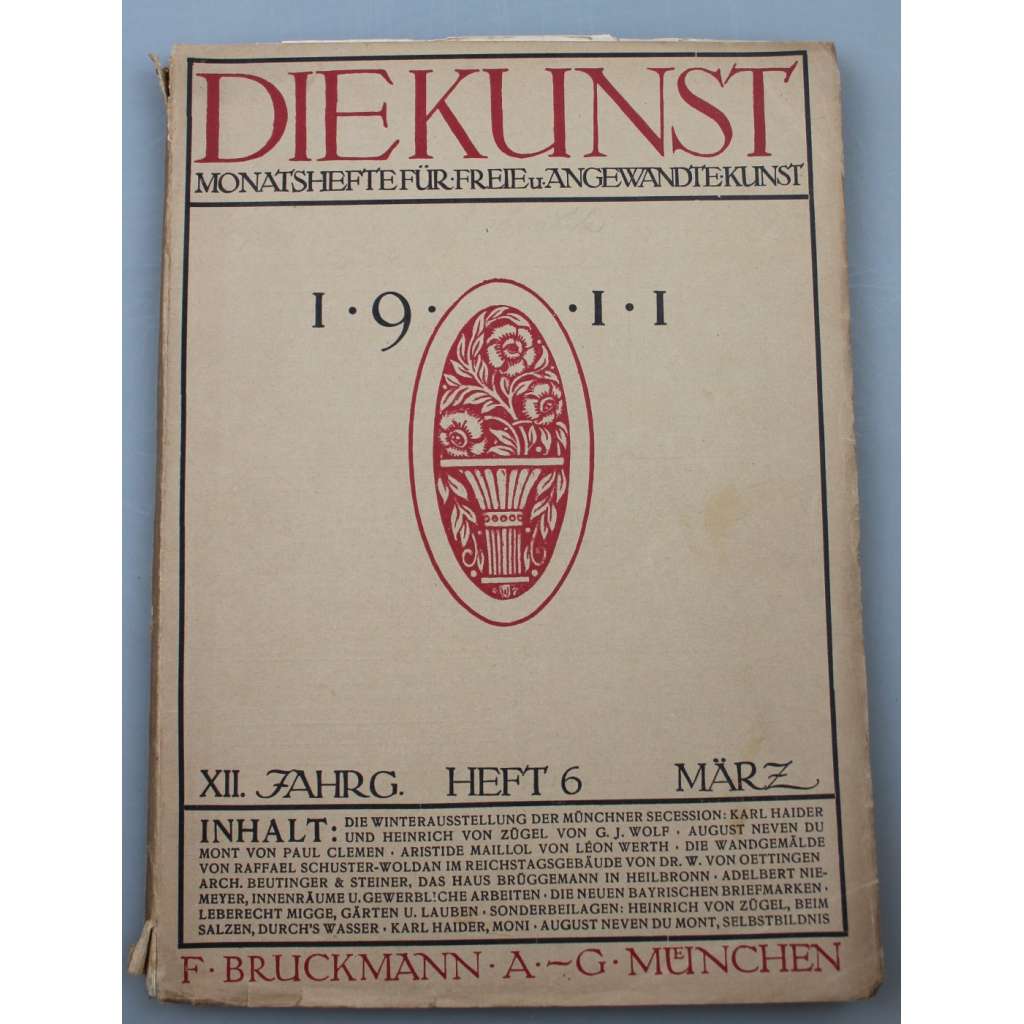 DIE KUNST
MONATSHEFTE FÜR·FREIE u·ANGEWANDTE·KUNST
1·9· ·1·1
XII. JAHRG. HEFT 6 MÄRZ
INHALT: DIE WINTERAUSSTELLUNG DER MÜNCHNER SECESSION: KARL HAIDER
UND HEINRICH VON ZÜGEL VON G. J. WOLF · AUGUST NEVEN DU
MONT VON PAUL CLEMEN · ARISTIDE MAILLOL VON LÉON WERTH · DIE WANDGEMÄLDE
VON RAFFAEL SCHUSTER-WOLDAN IM REICHSTAGSGEBÄUDE VON DR. W. VON OETTINGEN
ARCH. BEUTINGER & STEINER, DAS HAUS BRÜGGEMANN IN HEILBRONN · ADELBERT NIE-
MEYER, INNENRÄUME U. GEWERBL!CHE ARBEITEN · DIE NEUEN BAYRISCHEN BRIEFMARKEN ·
LEBERECHT MIGGE, GÄRTEN U. LAUBEN · SONDERBEILAGEN: HEINRICH VON ZÜGEL, BEIM
SALZEN, DURCH'S WASSER · KARL HAIDER, MONI · AUGUST NEVEN DU MONT, SELBSTBILDNIS
F· BRUCKMANN · A·~G· MUENCHEN